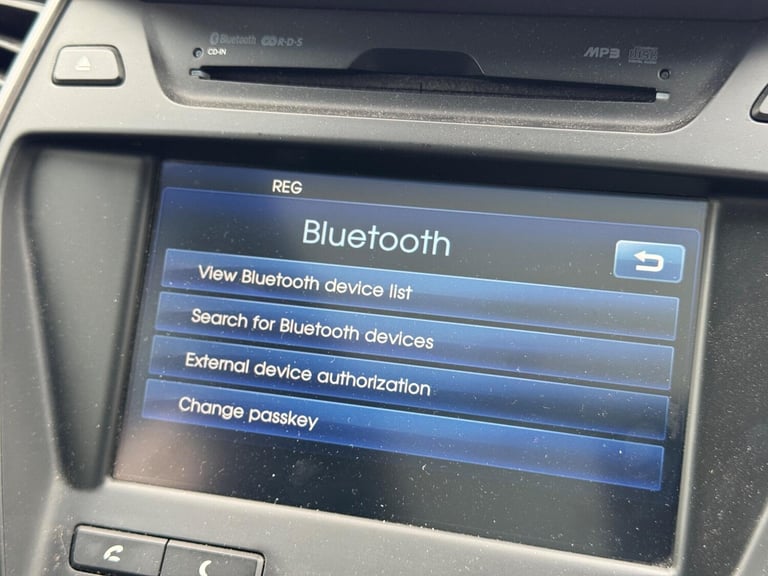 Bluetooth R·D·S
CD-IN
MP3
REG
Bluetooth
View Bluetooth device list
Search for Bluetooth devices
External device authorization
Change passkey